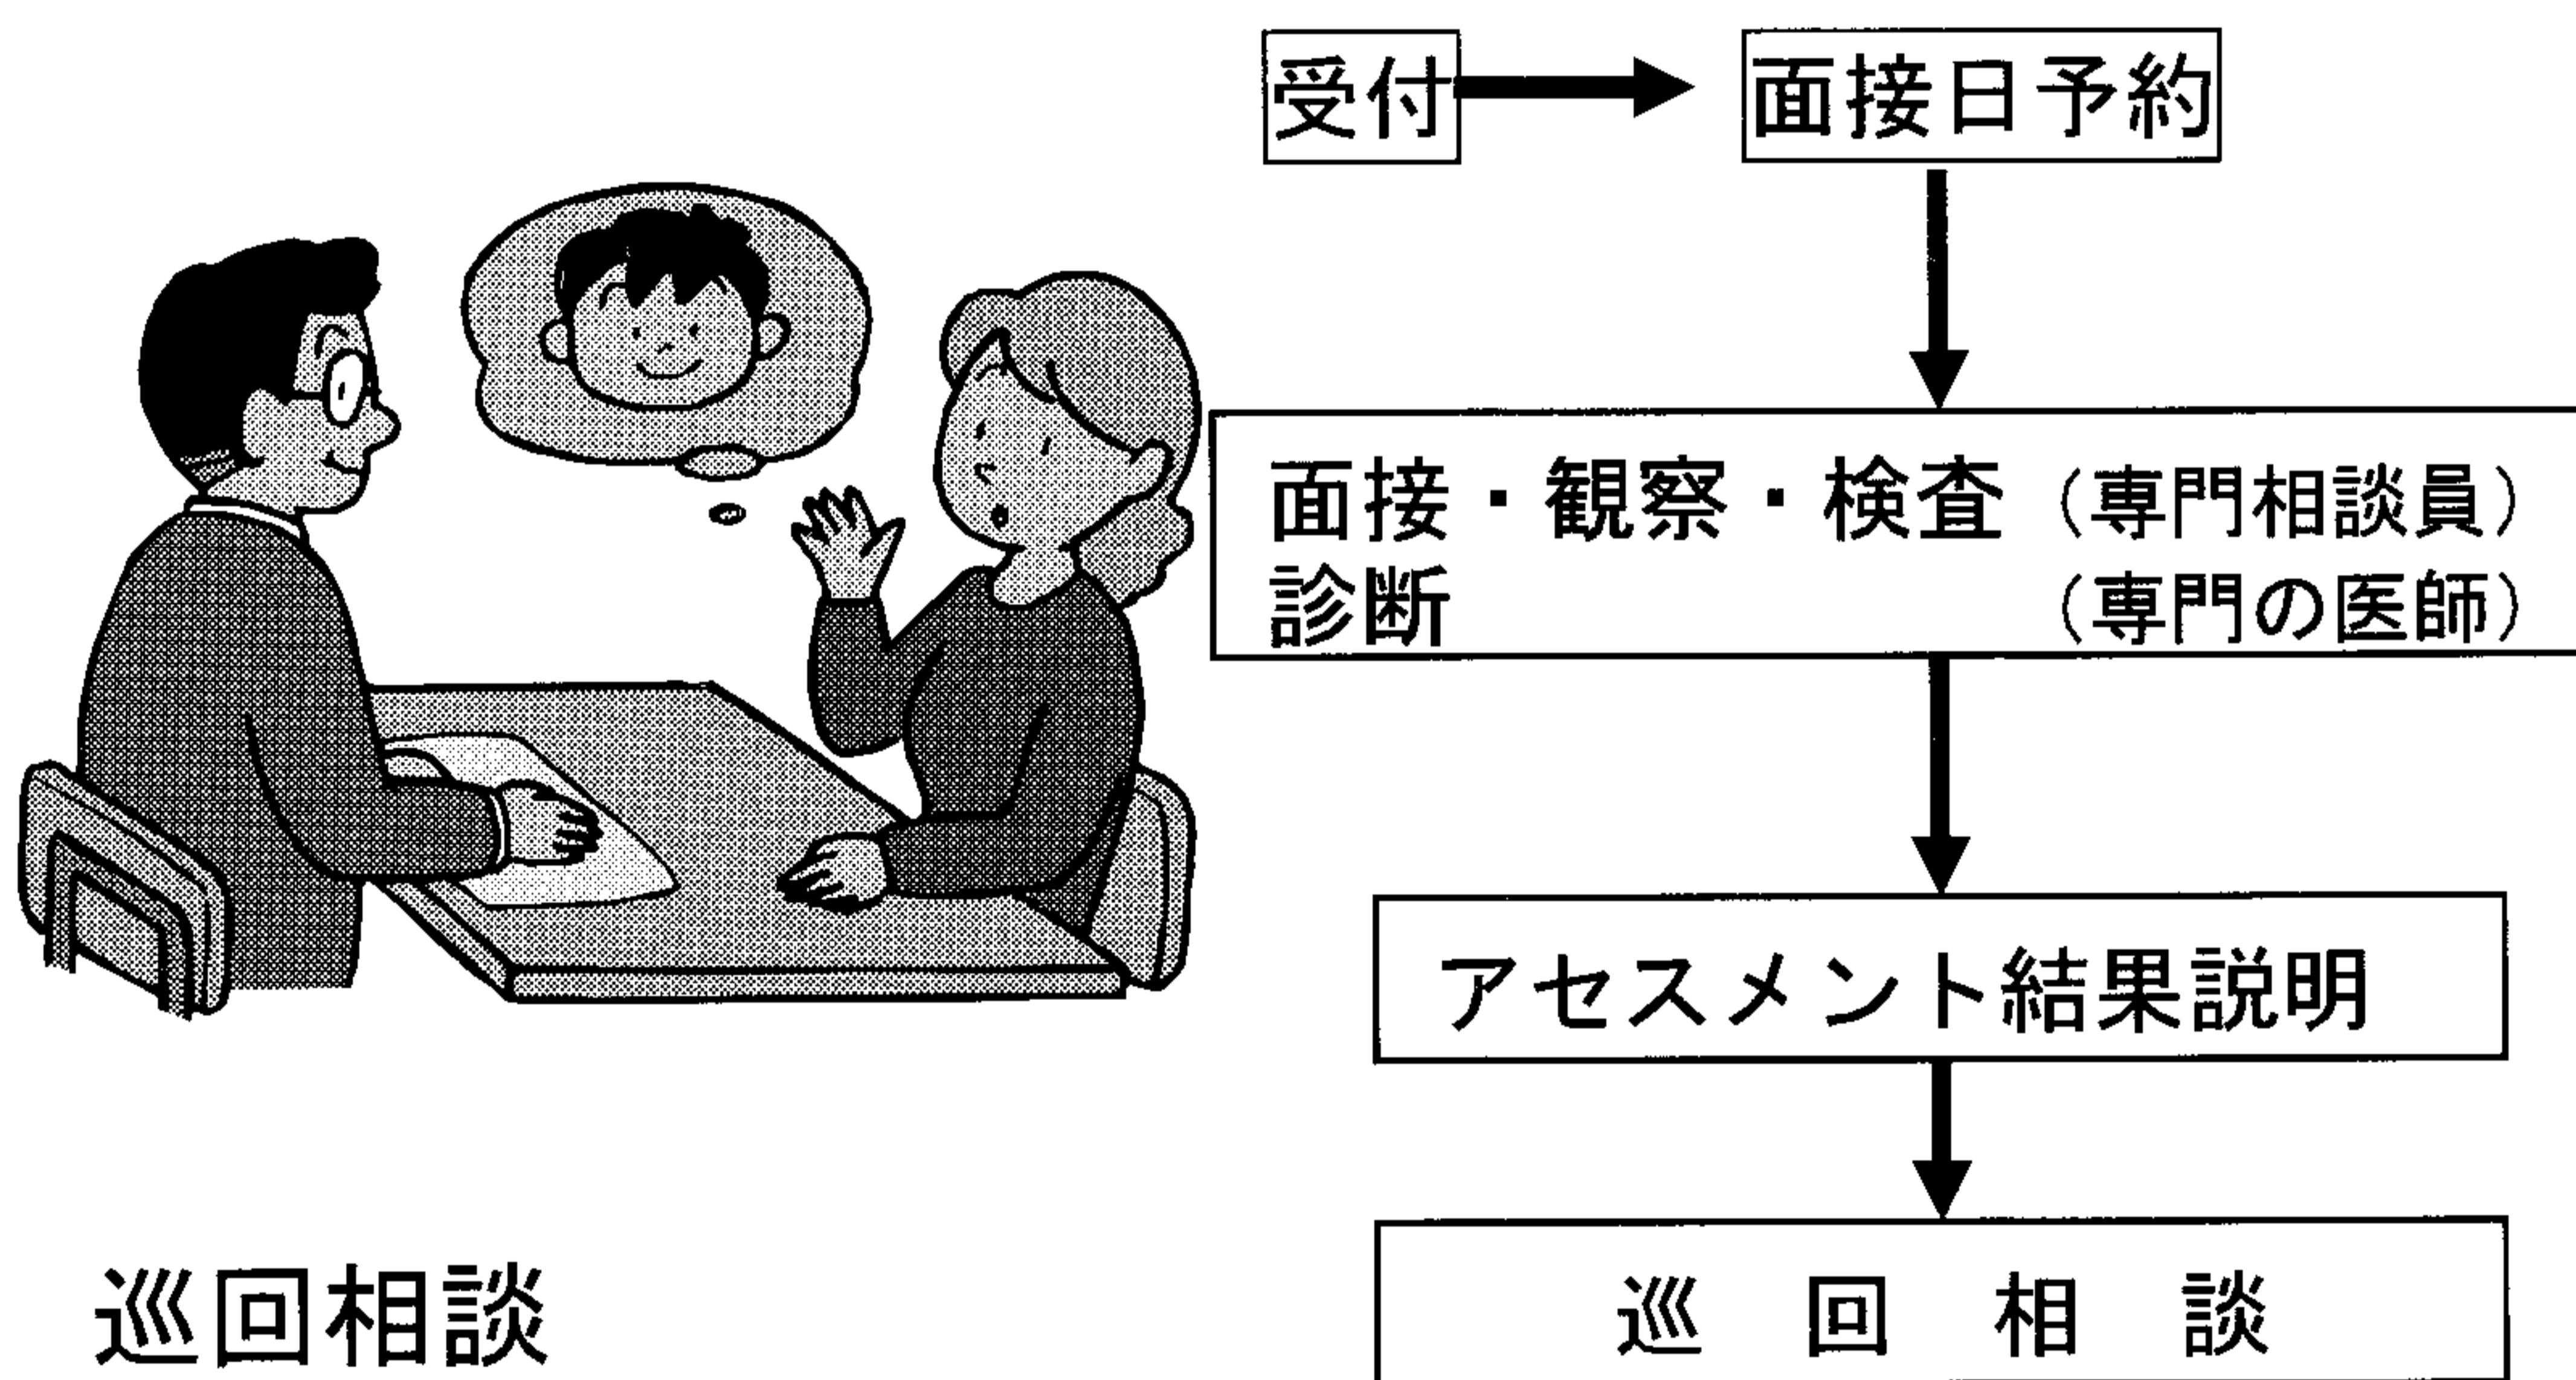 受付
面接日予約
面接・観察・検査（専門相談員）
診断（専門の医師）
アセスメント結果説明
巡回相談
巡回相談